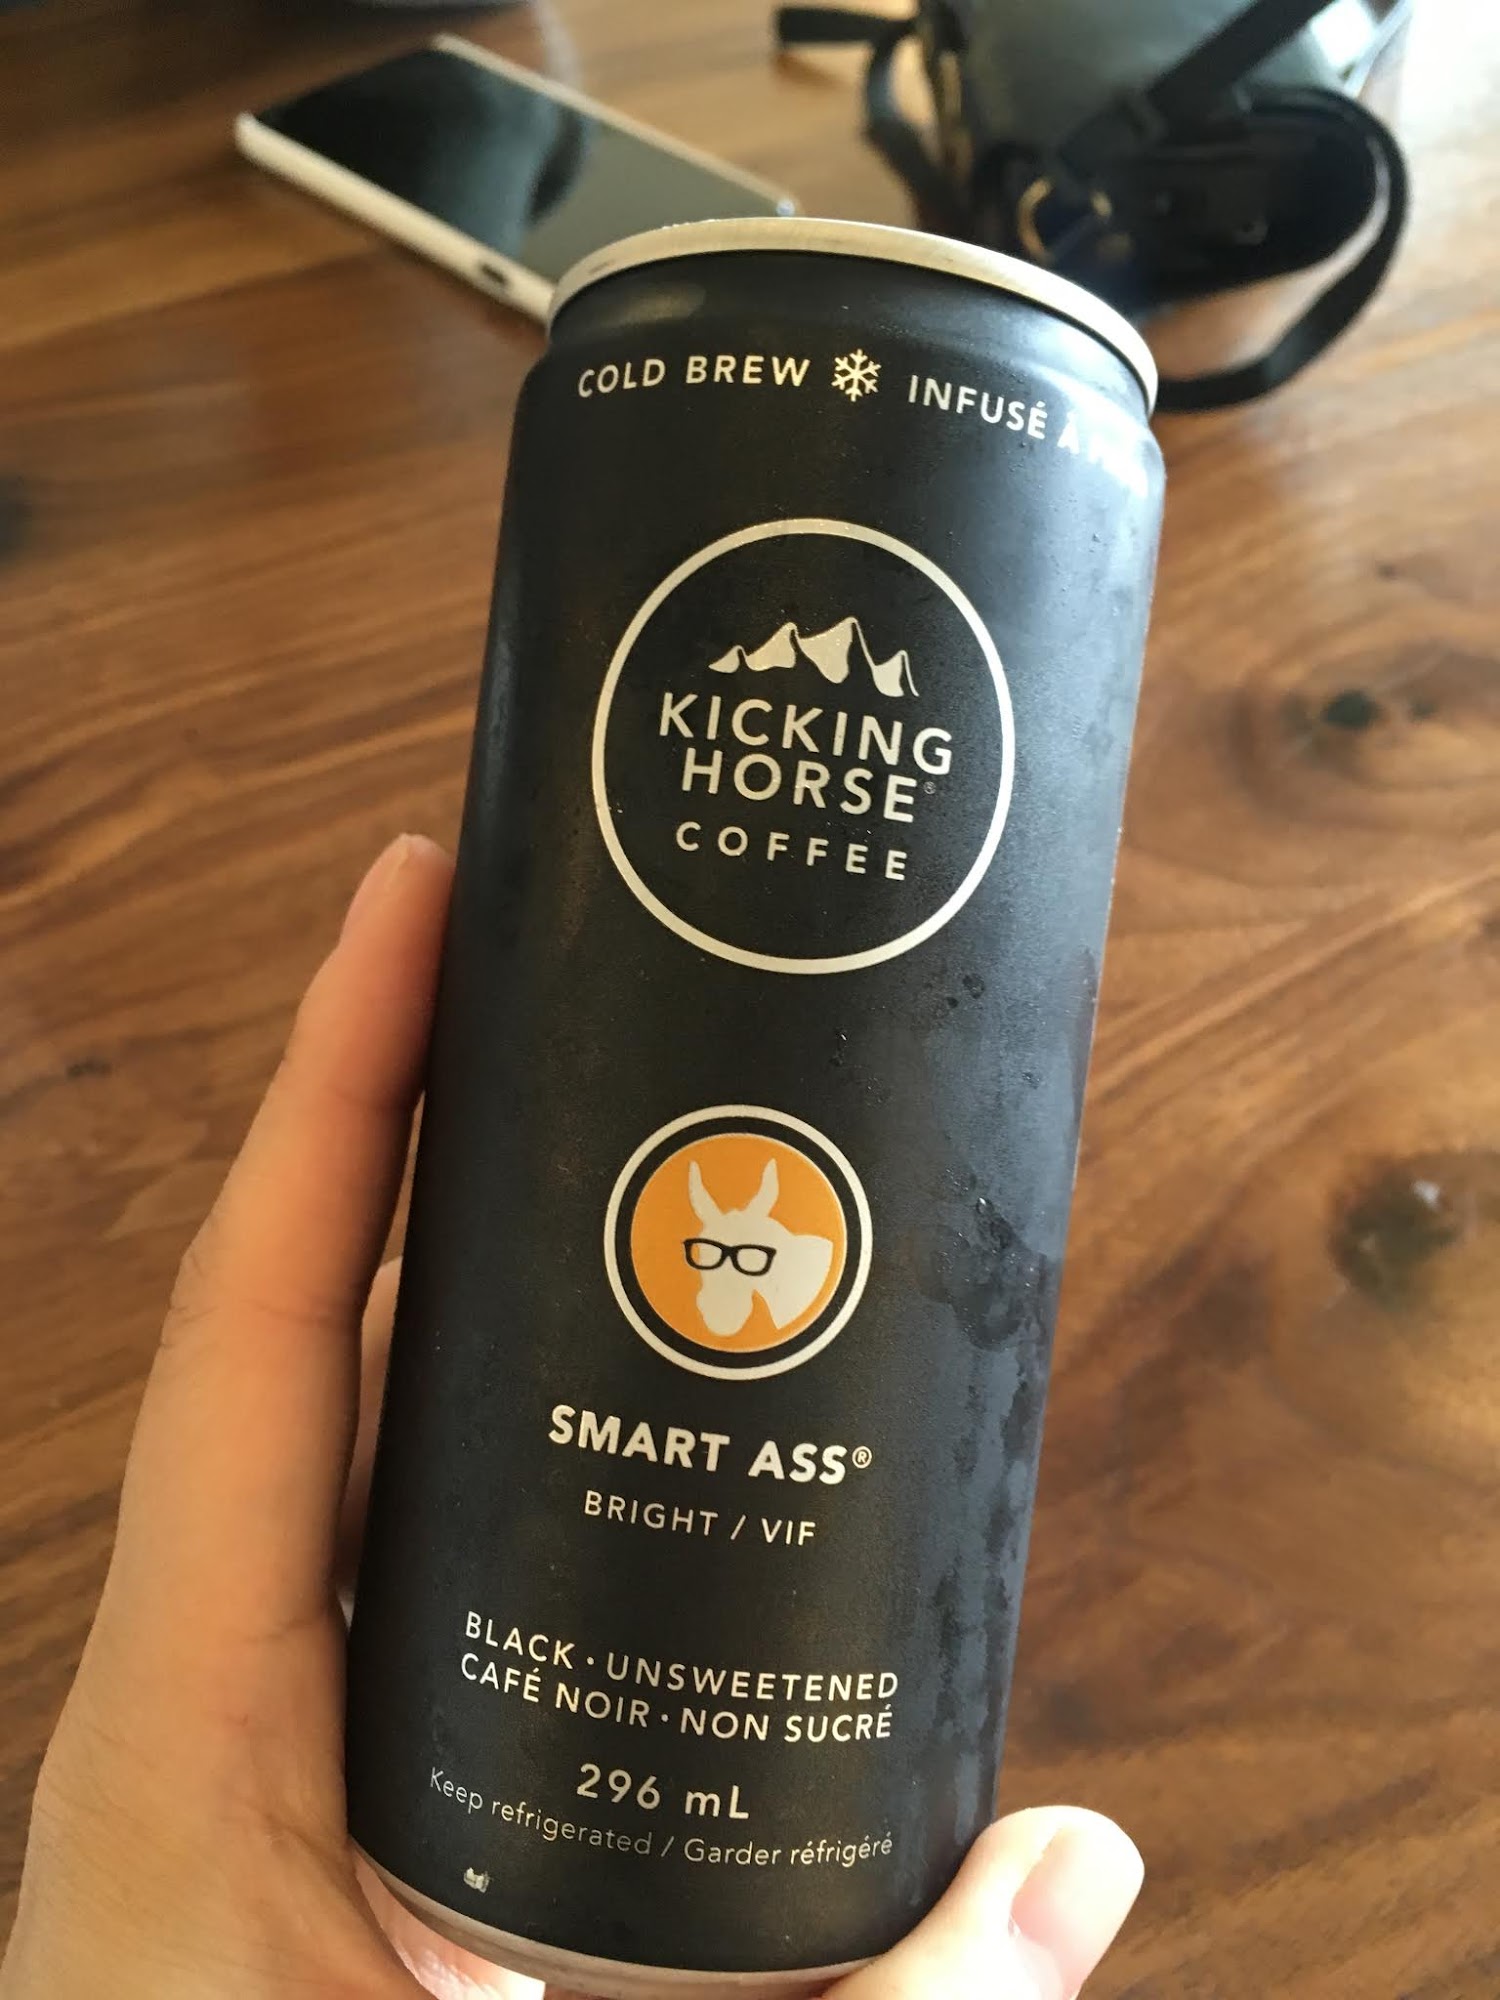 COLD BREW INFUSÉ À
KICKING
HORSE®
COFFEE
SMART ASS®
BRIGHT / VIF
BLACK · UNSWEETENED
CAFÉ NOIR · NON SUCRÉ
296 mL
Keep refrigerated / Garder réfrigéré